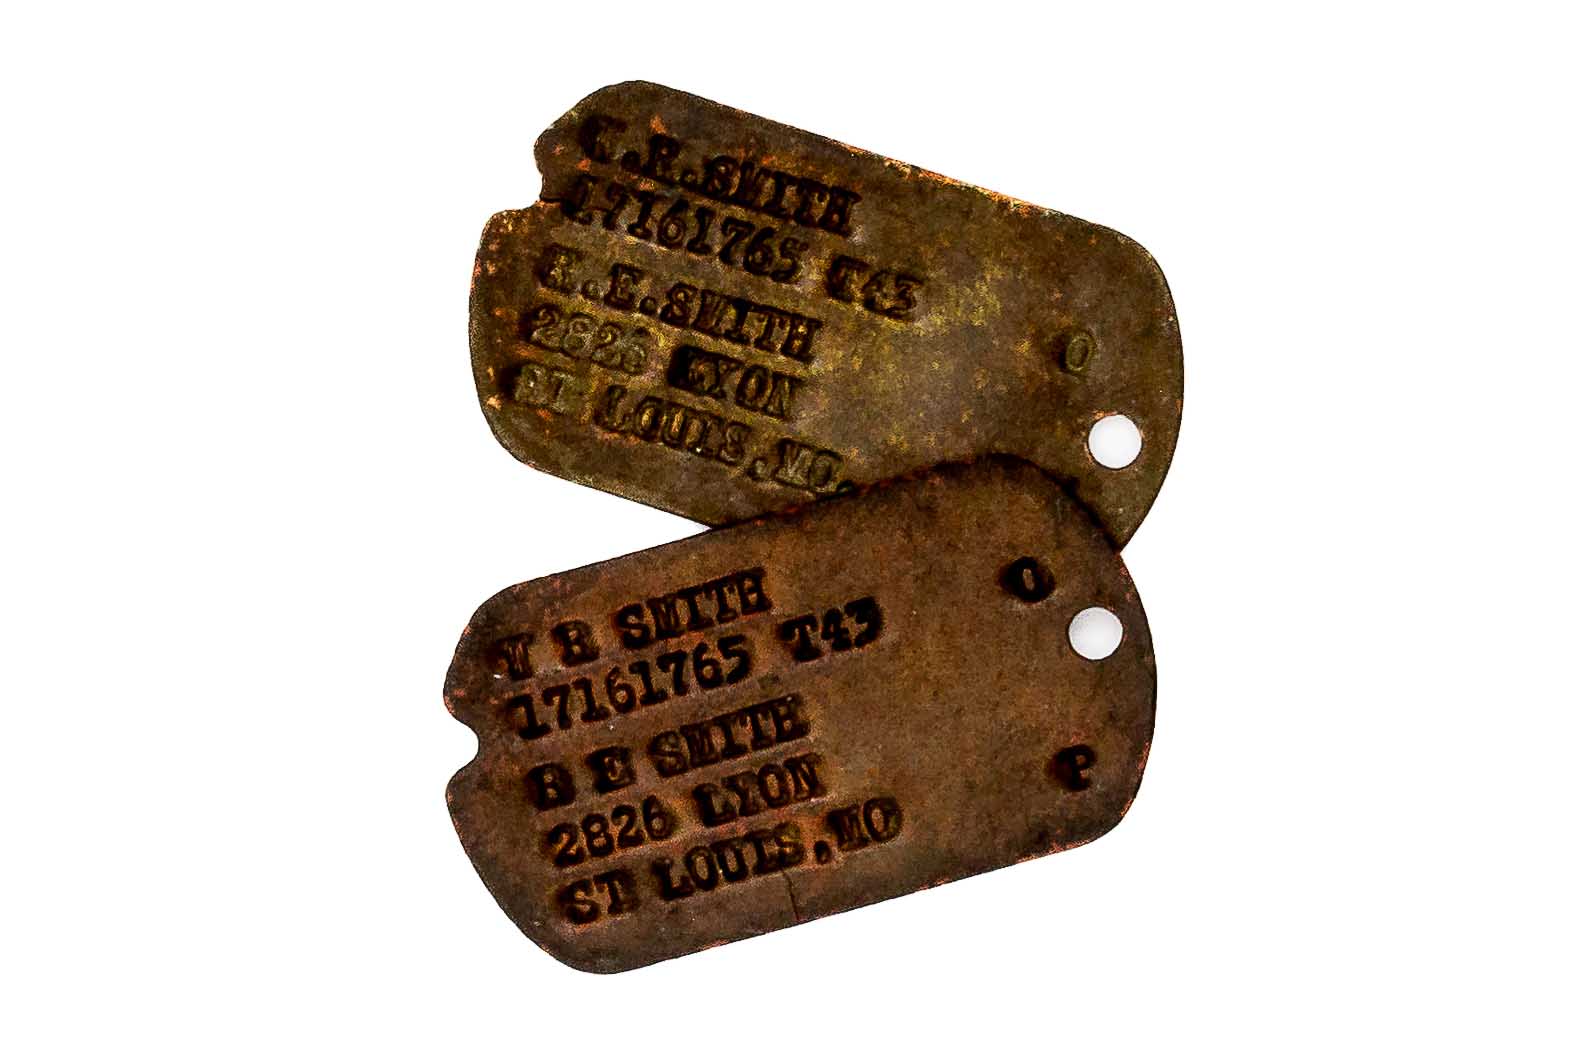 W.R.SMITH
17161765 T43
R.E.SMITH
2826 LYON
ST LOUIS,MO.
O
W R SMITH
17161765 T43
R E SMITH
2826 LYON
ST LOUIS,MO
O
P